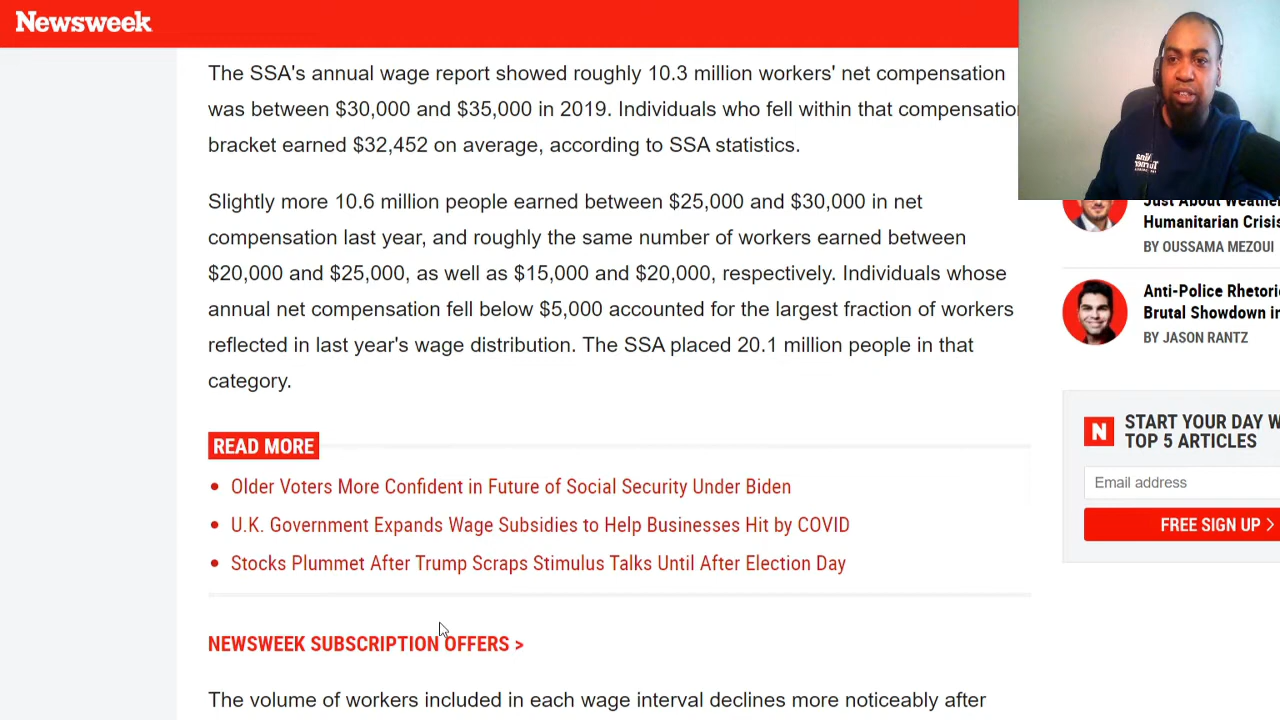 Newsweek
The SSA's annual wage report showed roughly 10.3 million workers' net compensation
was between $30,000 and $35,000 in 2019. Individuals who fell within that compensation
bracket earned $32,452 on average, according to SSA statistics.
Slightly more 10.6 million people earned between $25,000 and $30,000 in net
compensation last year, and roughly the same number of workers earned between
$20,000 and $25,000, as well as $15,000 and $20,000, respectively. Individuals whose
annual net compensation fell below $5,000 accounted for the largest fraction of workers
reflected in last year's wage distribution. The SSA placed 20.1 million people in that
category.
READ MORE
Older Voters More Confident in Future of Social Security Under Biden
U.K. Government Expands Wage Subsidies to Help Businesses Hit by COVID
Stocks Plummet After Trump Scraps Stimulus Talks Until After Election Day
NEWSWEEK SUBSCRIPTION OFFERS >
The volume of workers included in each wage interval declines more noticeably after
Nina
Turner
Just About Weather
Humanitarian Crisis
BY OUSSAMA MEZOUI
Anti-Police Rhetoric
Brutal Showdown in
BY JASON RANTZ
N
START YOUR DAY W
TOP 5 ARTICLES
Email address
FREE SIGN UP >